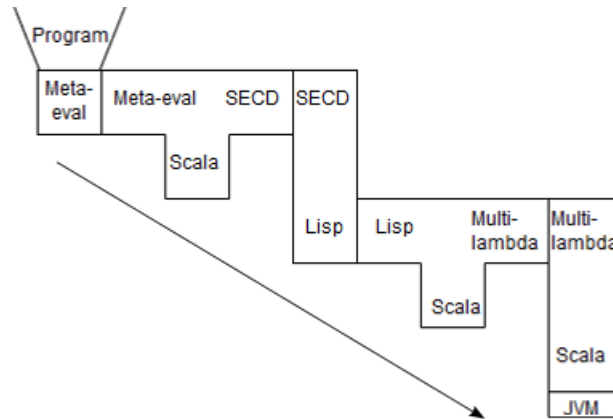 Program
Meta-
eval
Meta-eval
SECD
SECD
Scala
Lisp
Lisp
Multi-
lambda
Multi-
lambda
Scala
Scala
JVM